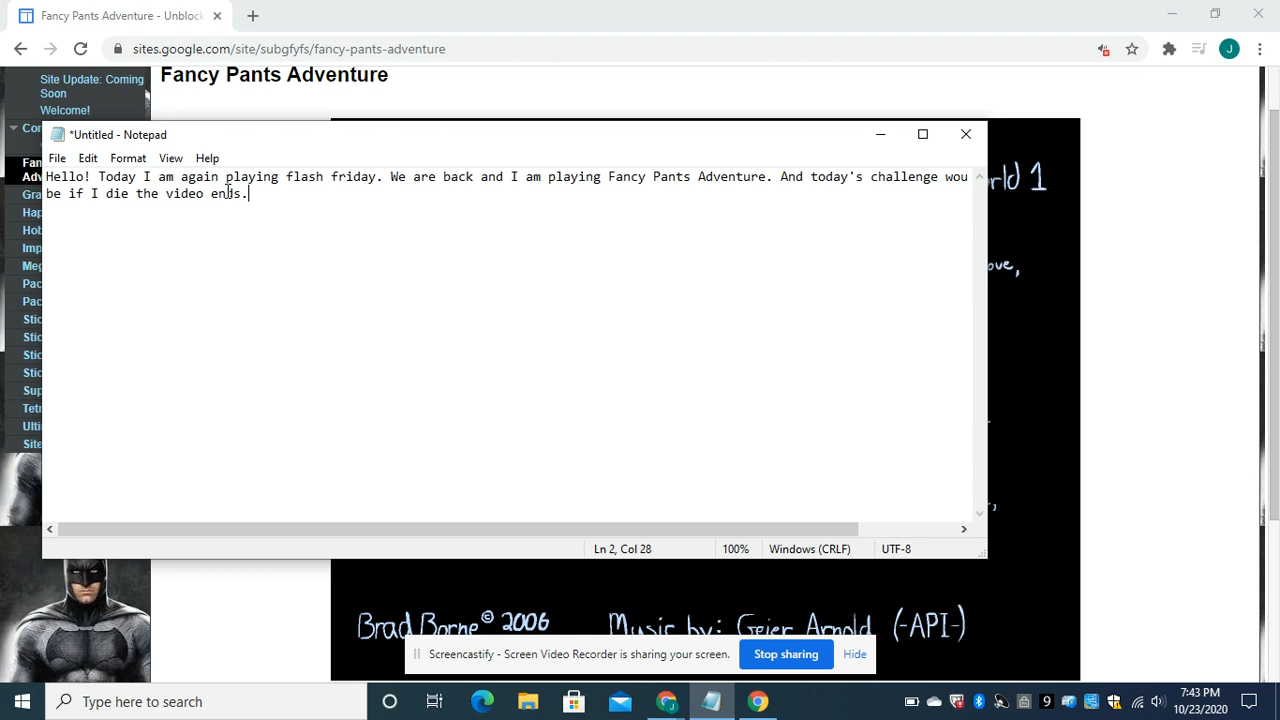 Fancy Pants Adventure - Unblock
sites.google.com/site/subgfyfs/fancy-pants-adventure
J
Site Update: Coming
Soon
Welcome!
Fancy Pants Adventure
*Untitled - Notepad
File Edit Format View Help
Hello! Today I am again playing flash friday. We are back and I am playing Fancy Pants Adventure. And today's challenge wou
be if I die the video ends.
Ln 2, Col 28 100% Windows (CRLF) UTF-8
Brad Borne © 2006 Music by: Geier Arnold (-API-)
Screencastify - Screen Video Recorder is sharing your screen. Stop sharing Hide
Type here to search
9
7:43 PM
10/23/2020